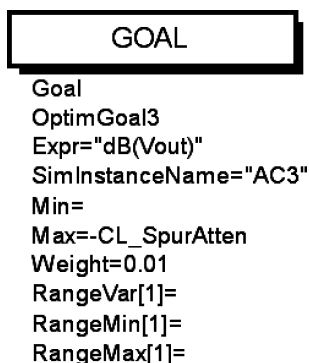 GOAL
Goal
OptimGoal3
Expr="dB(Vout)"
SimInstanceName="AC3"
Min=
Max=-CL_SpurAtten
Weight=0.01
RangeVar[1]=
RangeMin[1]=
RangeMax[1]=